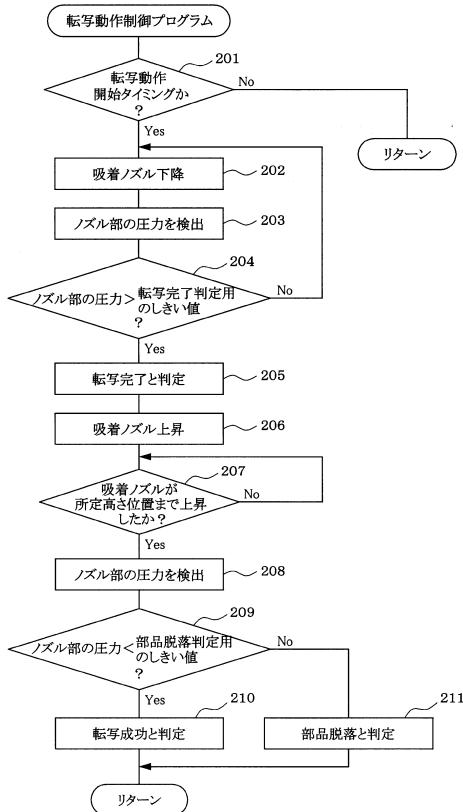 転写動作制御プログラム
201
転写動作
開始タイミングか
?
No
Yes
リターン
吸着ノズル下降
202
ノズル部の圧力を検出
203
204
ノズル部の圧力>転写完了判定用
のしきい値
?
No
Yes
転写完了と判定
205
吸着ノズル上昇
206
207
吸着ノズルが
所定高さ位置まで上昇
したか?
No
Yes
ノズル部の圧力を検出
208
209
ノズル部の圧力<部品脱落判定用
のしきい値
?
No
Yes
210
211
転写成功と判定
部品脱落と判定
リターン